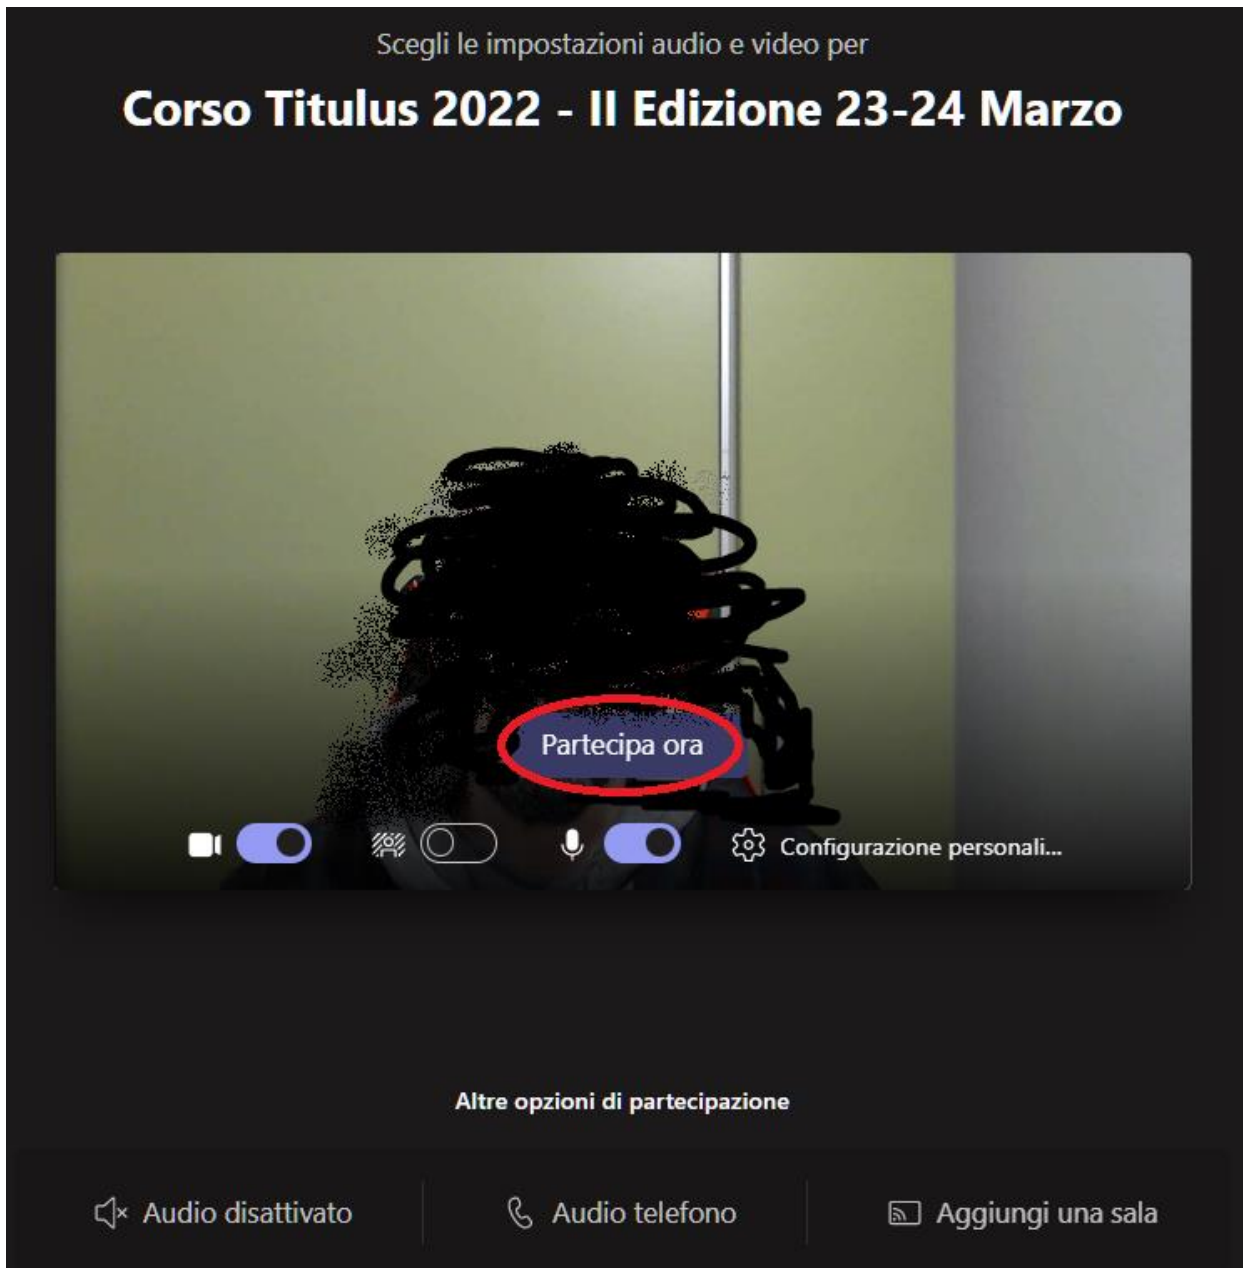 Scegli le impostazioni audio e video per
Corso Titulus 2022 - II Edizione 23-24 Marzo
Partecipa ora
Configurazione personali...
Altre opzioni di partecipazione
Audio disattivato
Audio telefono
Aggiungi una sala